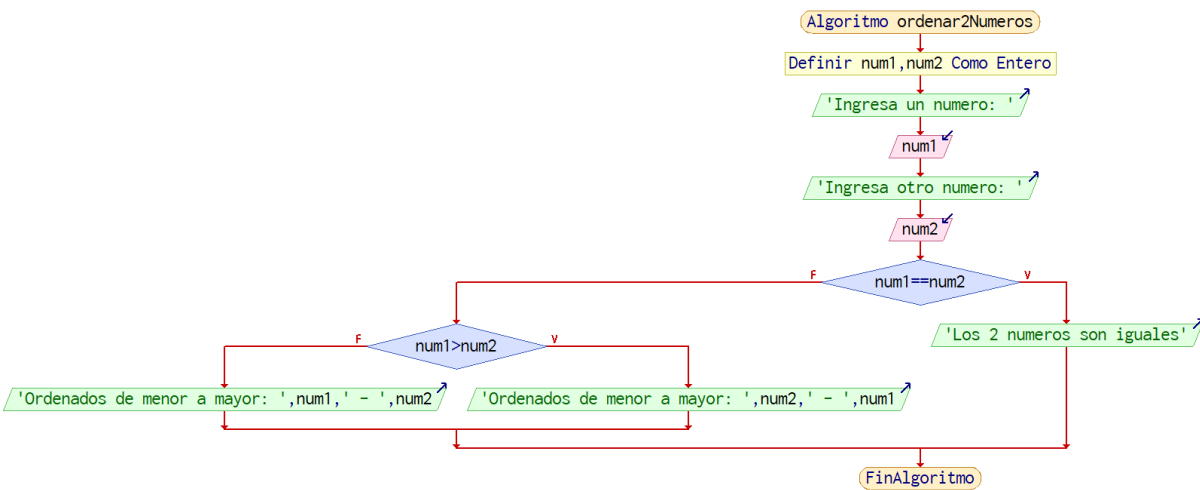 Algoritmo ordenar2Numeros
Definir num1,num2 Como Entero
'Ingresa un numero: '
num1
'Ingresa otro numero: '
num2
F
num1==num2
V
'Los 2 numeros son iguales'
F
num1>num2
V
'Ordenados de menor a mayor: ',num1,' - ',num2
'Ordenados de menor a mayor: ',num2,' - ',num1
FinAlgoritmo